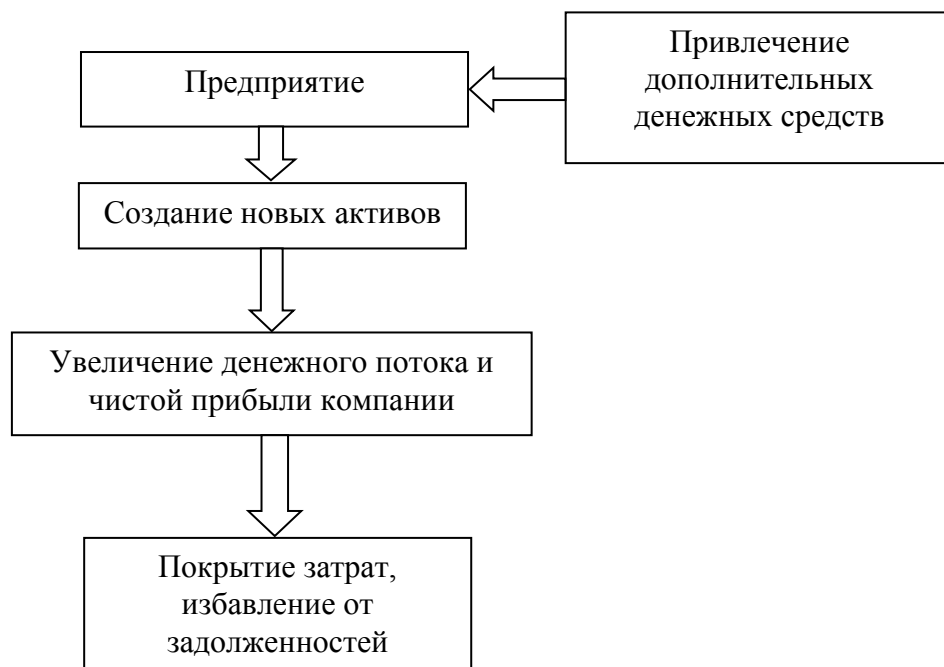 Предприятие
Привлечение
дополнительных
денежных средств
Создание новых активов
Увеличение денежного потока и
чистой прибыли компании
Покрытие затрат,
избавление от
задолженностей